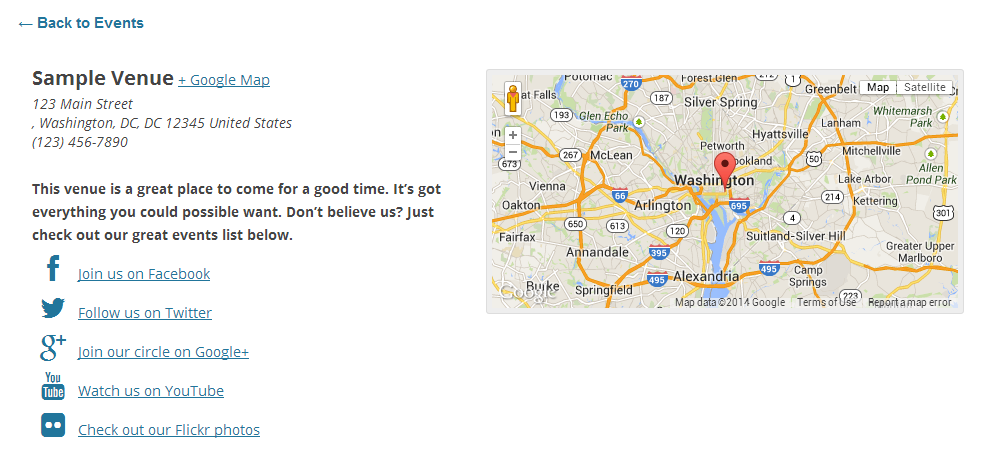 ← Back to Events
Sample Venue + Google Map
123 Main Street
, Washington, DC, DC 12345 United States
(123) 456-7890
This venue is a great place to come for a good time. It’s got
everything you could possible want. Don’t believe us? Just
check out our great events list below.
Join us on Facebook
Follow us on Twitter
g+ Join our circle on Google+
You Tube Watch us on YouTube
Check out our Flickr photos
Potomac
270
Forest Glen
1
Greenbelt
Map Satellite
at Falls
187
Silver Spring
193
Glen Echo
Park
Whitemarsh
Park
Lanham
Hyattsville
+
−
267
McLean
Petworth
Brookland
50
Mitchellville
673
Allen
Pond Park
Vienna
Washington
Lake Arbor
66
Oakton
Arlington
695
214
Kettering
301
650
613
120
4
Fairfax
Suitland-Silver Hill
Annandale
395
Greater Upper
Marlboro
495
Alexandria
495
Camp
Springs
Google
Burke
Springfield
223
Map data ©2014 Google Terms of Use Report a map error